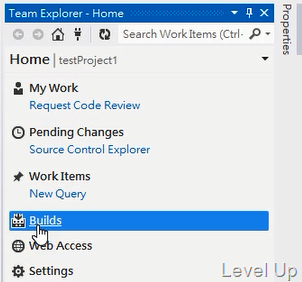 Team Explorer - Home
Search Work Items (Ctrl-
Home | testProject1
My Work
Request Code Review
Pending Changes
Source Control Explorer
Work Items
New Query
Builds
Web Access
Settings
Properties
Level Up